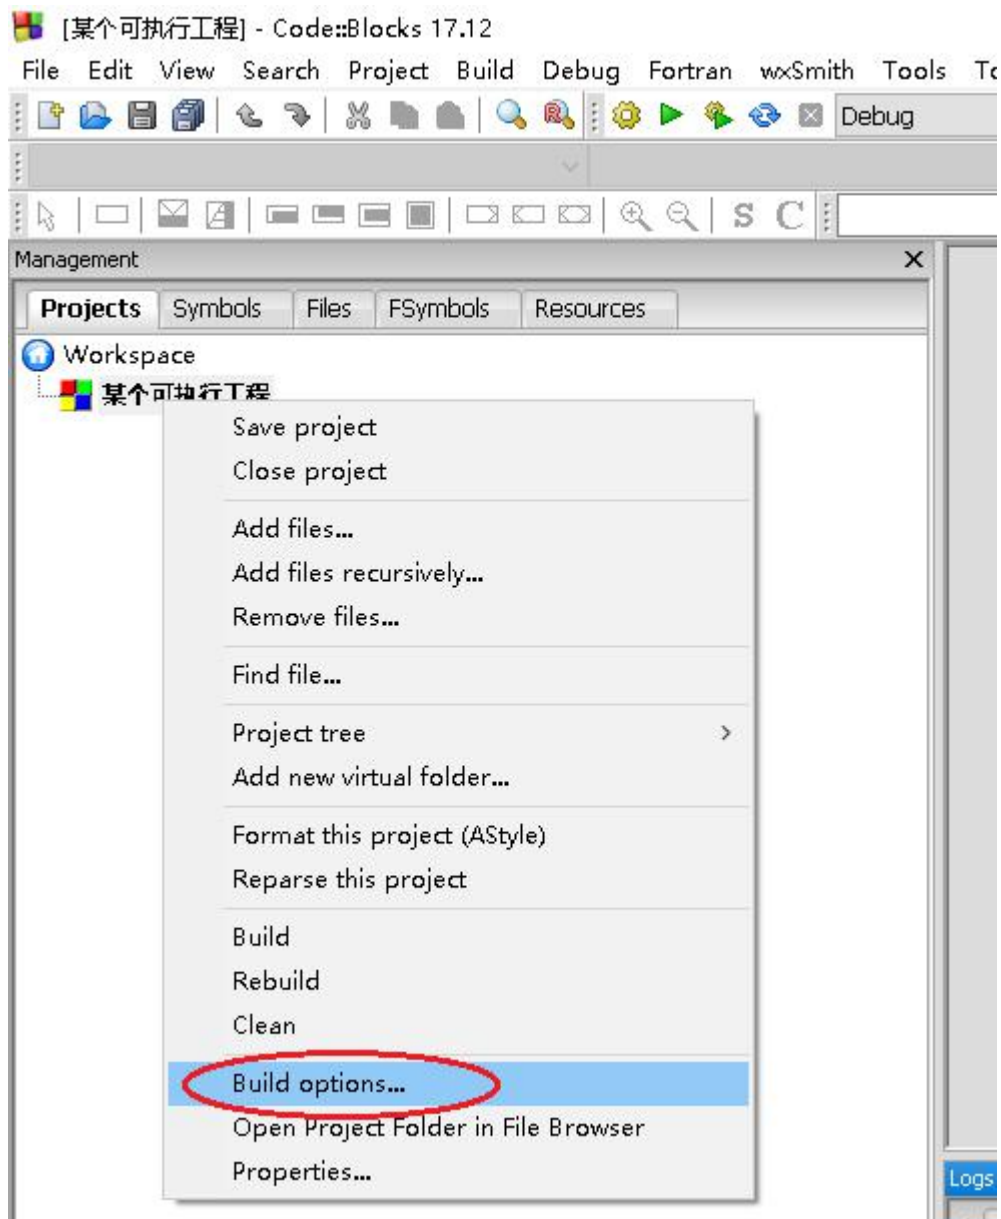 [某个可执行工程] - Code::Blocks 17.12
File Edit View Search Project Build Debug Fortran wxSmith Tools
Debug
S C
Management
Projects Symbols Files FSymbols Resources
Workspace
某个可执行工程
Save project
Close project
Add files...
Add files recursively...
Remove files...
Find file...
Project tree
Add new virtual folder...
Format this project (AStyle)
Reparse this project
Build
Rebuild
Clean
Build options...
Open Project Folder in File Browser
Properties...
Logs